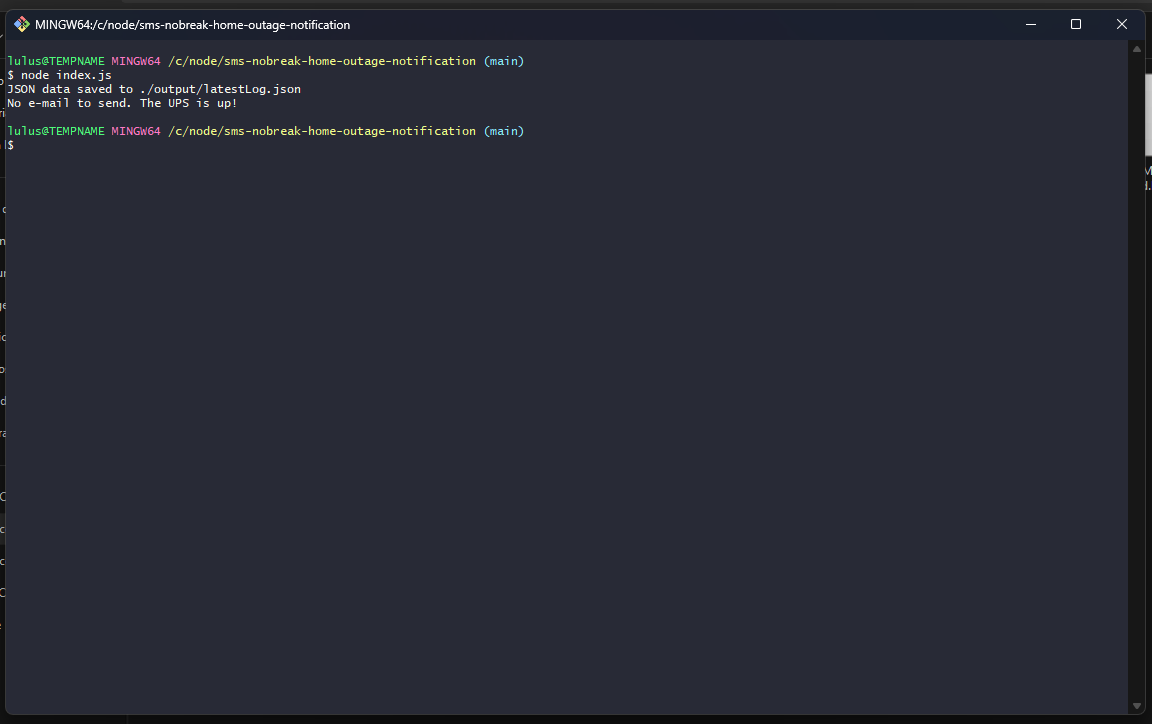 MINGW64:/c/node/sms-nobreak-home-outage-notification
lulus@TEMPNAME MINGW64 /c/node/sms-nobreak-home-outage-notification (main)
$ node index.js
JSON data saved to ./output/latestLog.json
No e-mail to send. The UPS is up!
lulus@TEMPNAME MINGW64 /c/node/sms-nobreak-home-outage-notification (main)
$